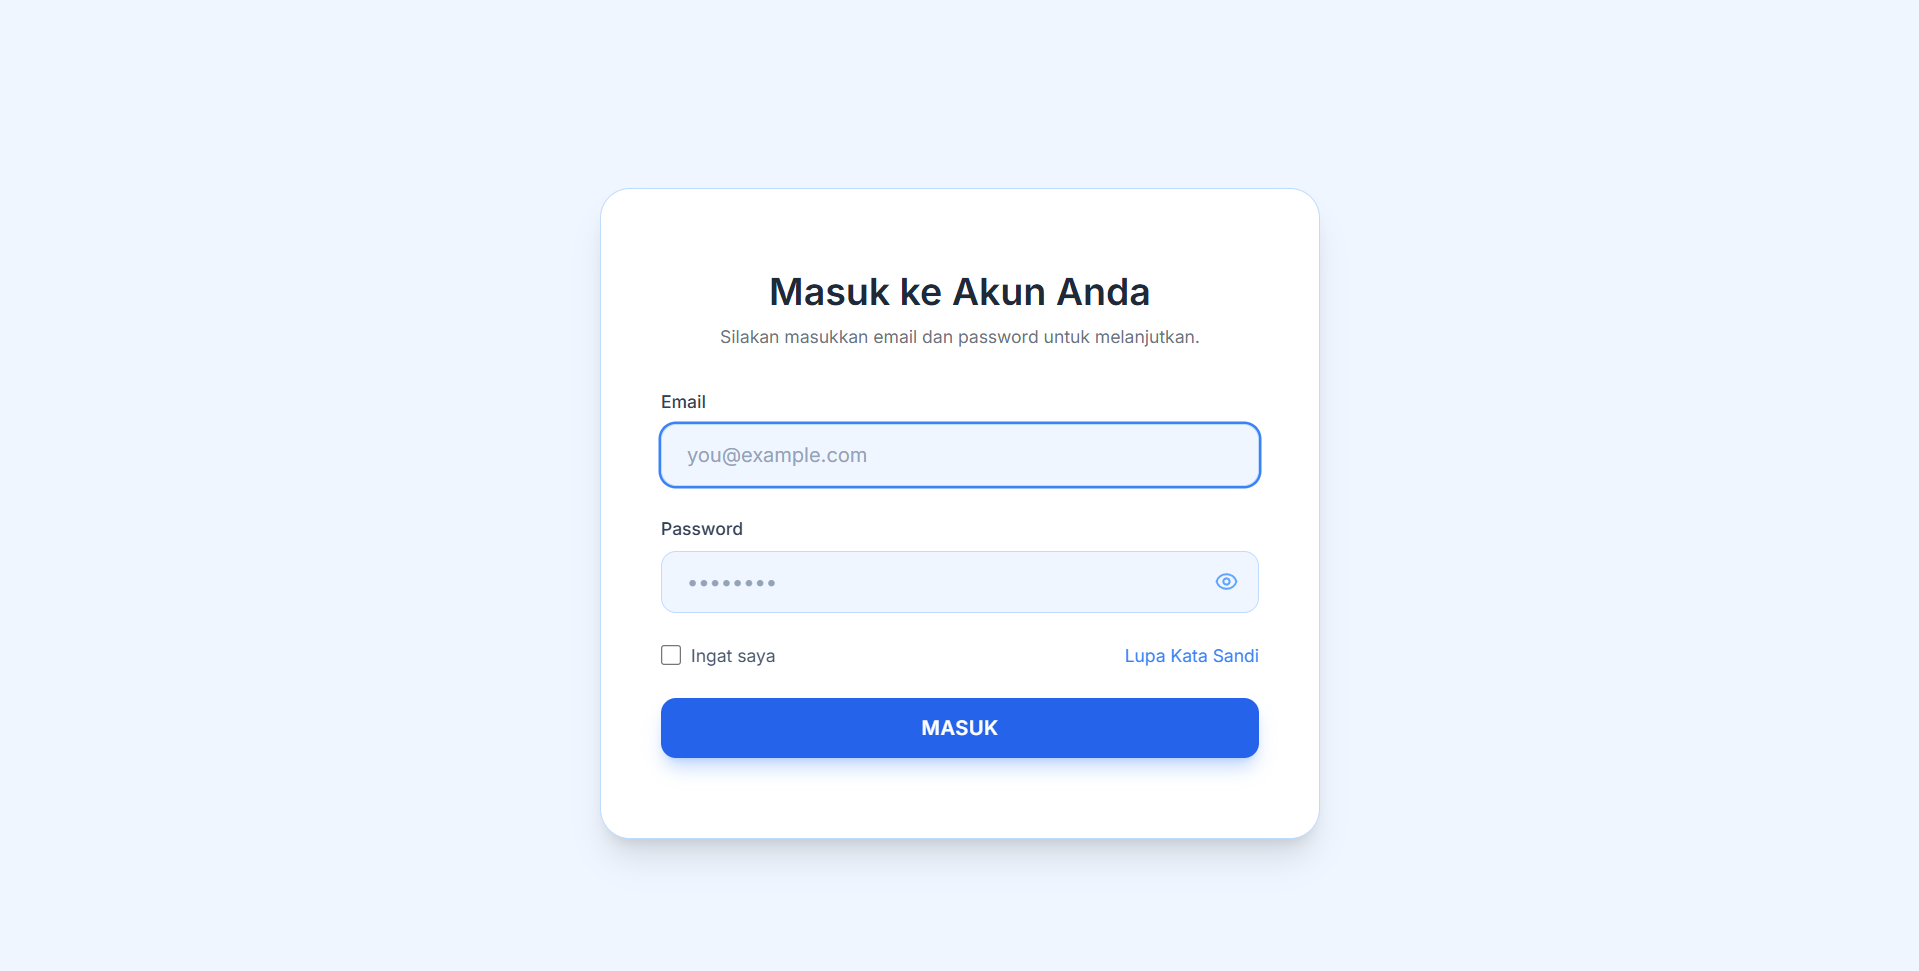 Masuk ke Akun Anda
Silakan masukkan email dan password untuk melanjutkan.
Email
you@example.com
Password
••••••••
Ingat saya
Lupa Kata Sandi
MASUK